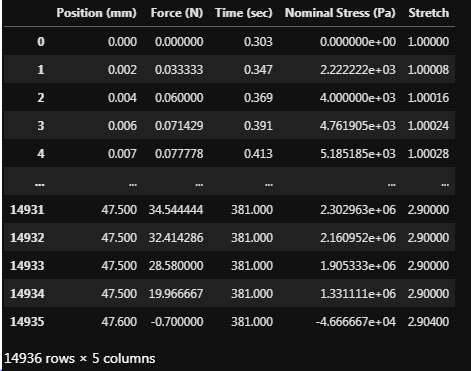 Position (mm) Force (N) Time (sec) Nominal Stress (Pa) Stretch
0 0.000 0.000000 0.303 0.000000e+00 1.00000
1 0.002 0.033333 0.347 2.222222e+03 1.00008
2 0.004 0.060000 0.369 4.000000e+03 1.00016
3 0.006 0.071429 0.391 4.761905e+03 1.00024
4 0.007 0.077778 0.413 5.185185e+03 1.00028
... ... ... ... ... ...
14931 47.500 34.544444 381.000 2.302963e+06 2.90000
14932 47.500 32.414286 381.000 2.160952e+06 2.90000
14933 47.500 28.580000 381.000 1.905333e+06 2.90000
14934 47.500 19.966667 381.000 1.331111e+06 2.90000
14935 47.600 -0.700000 381.000 -4.666667e+04 2.90400
14936 rows × 5 columns